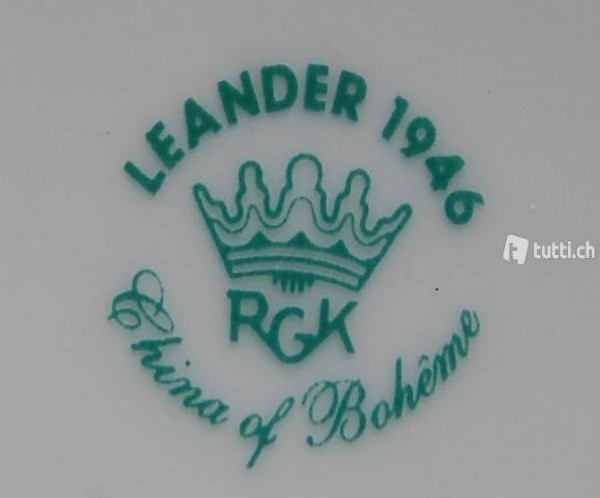 LEANDER 1946
RGK
China of Bohême
tutti.ch